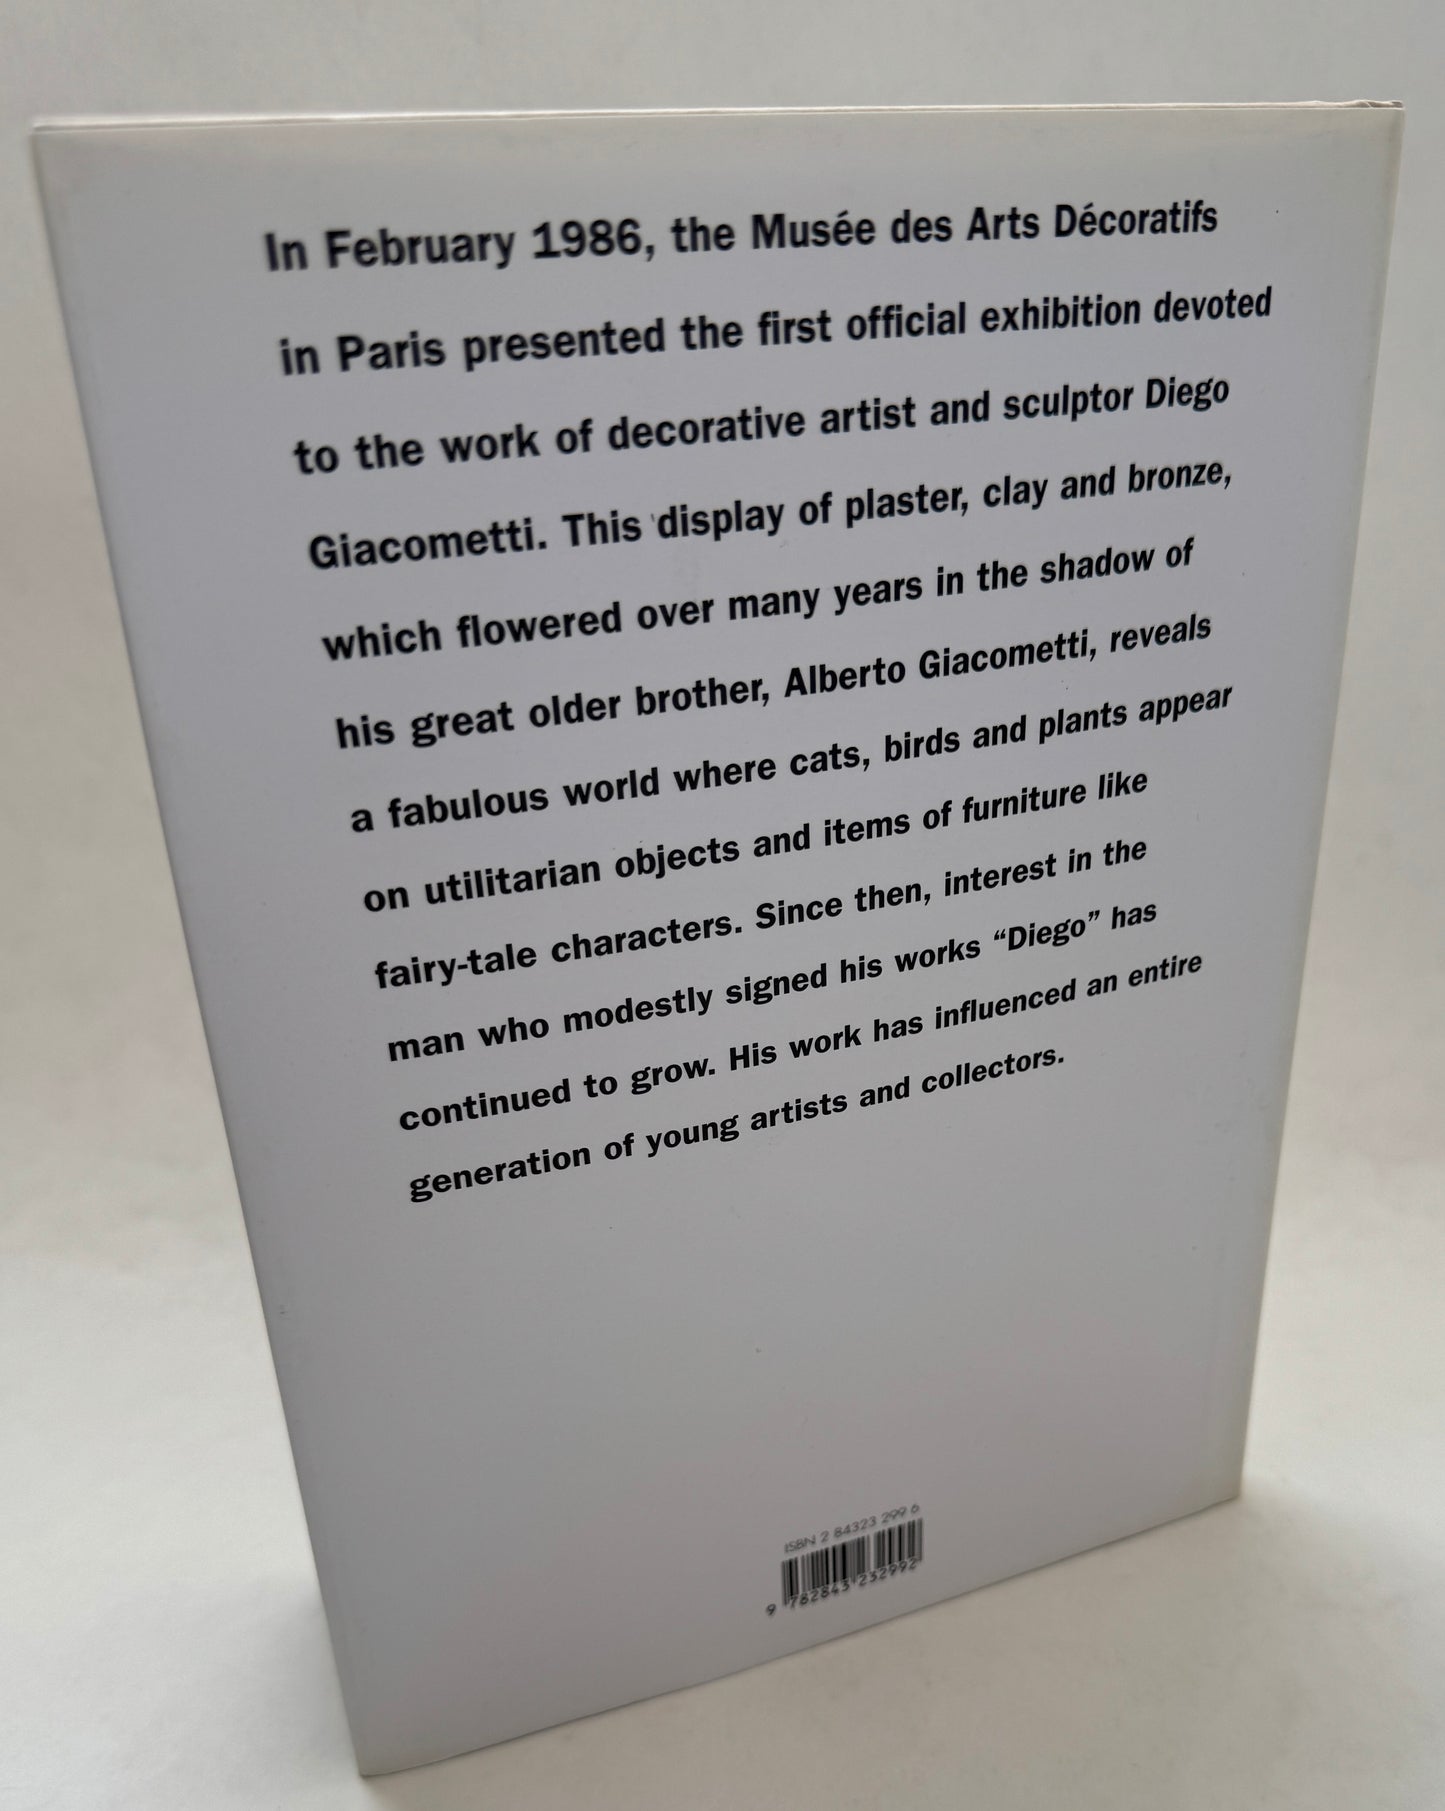 In February 1986, the Musée des Arts Décoratifs
in Paris presented the first official exhibition devoted
to the work of decorative artist and sculptor Diego
Giacometti. This display of plaster, clay and bronze,
which flowered over many years in the shadow of
his great older brother, Alberto Giacometti, reveals
a fabulous world where cats, birds and plants appear
on utilitarian objects and items of furniture like
fairy-tale characters. Since then, interest in the
man who modestly signed his works “Diego” has
continued to grow. His work has influenced an entire
generation of young artists and collectors.
ISBN 2 84323 299 6
9 782843 232992